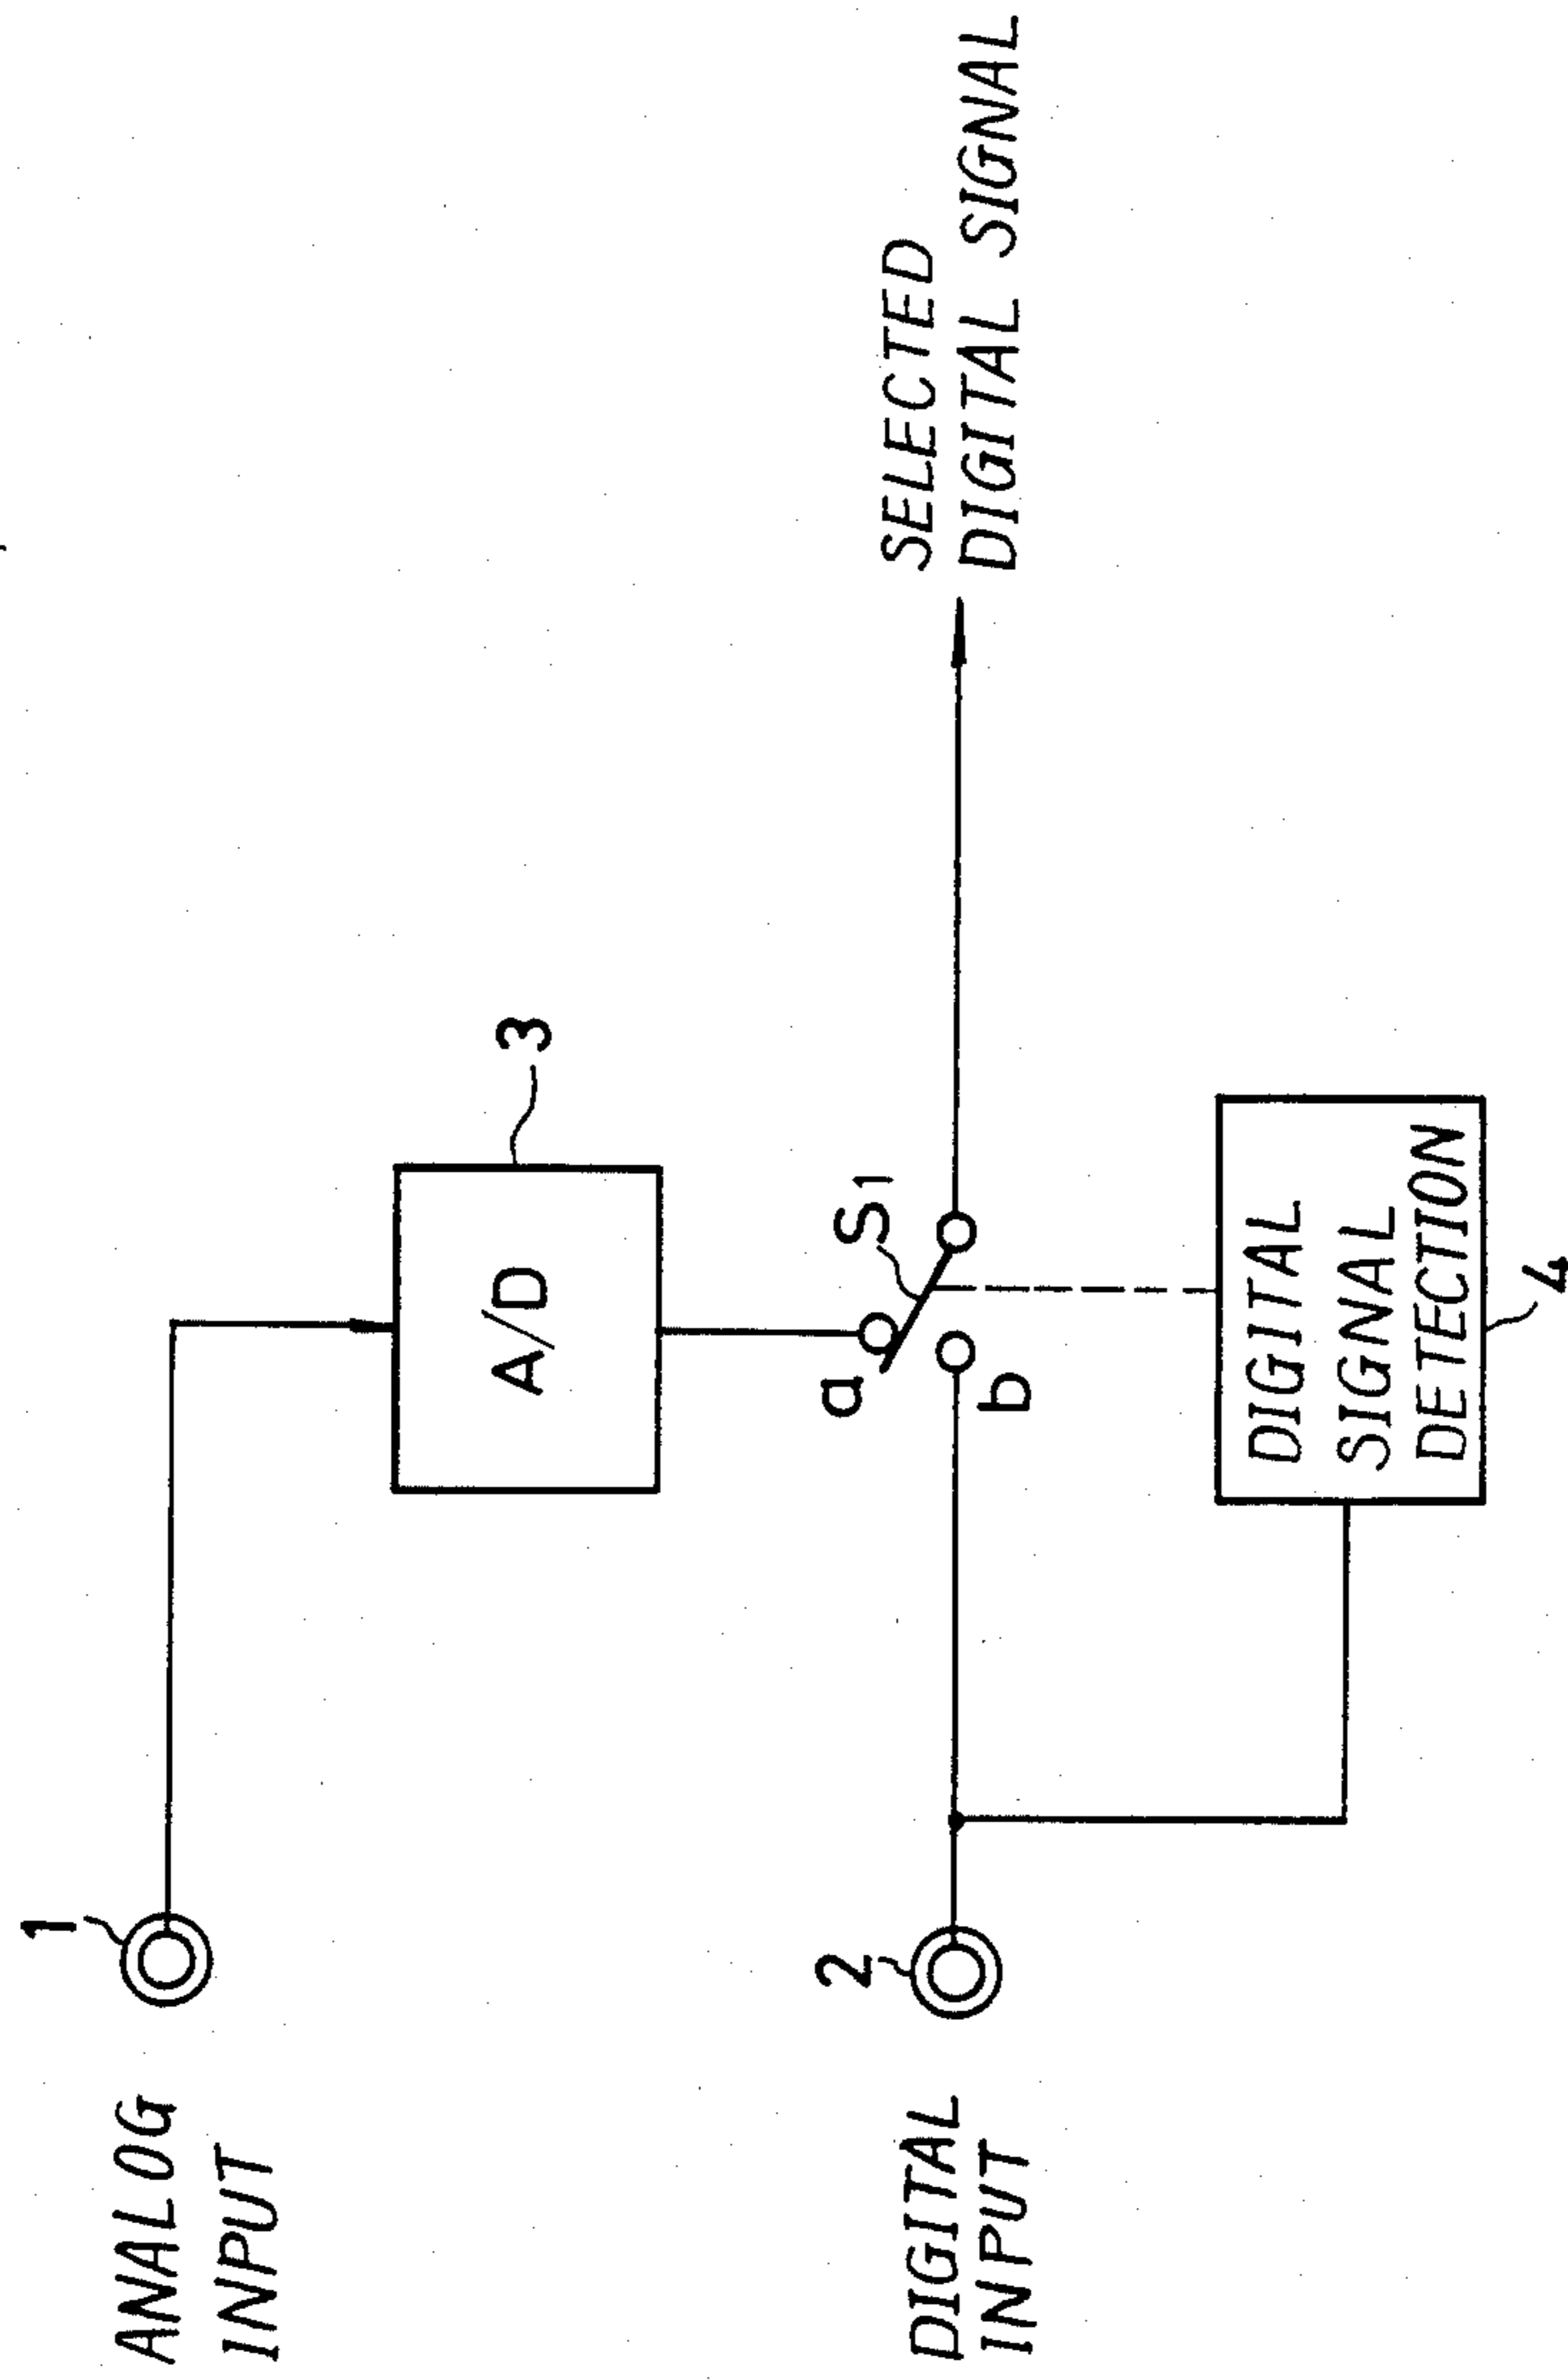 ANALOG
INPUT
1
A/D
3
DIGITAL
INPUT
2
a
S1
b
SELECTED
DIGITAL SIGNAL
DIGITAL
SIGNAL
DETECTION
4